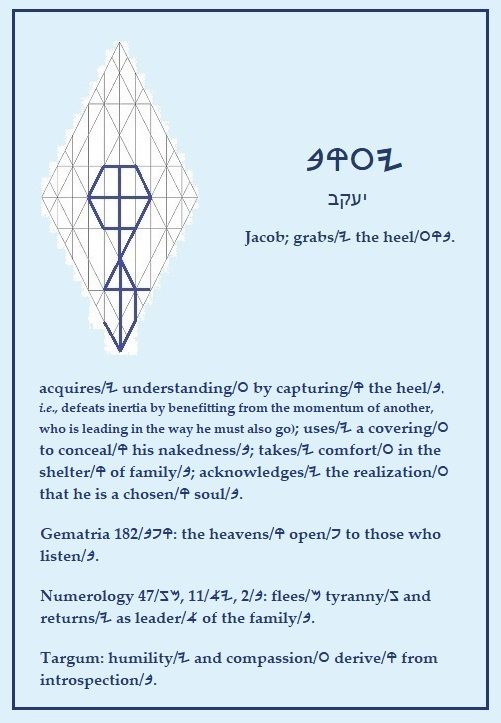 𐤉𐤏𐤒𐤁
יעקב
Jacob; grabs/𐤉 the heel/𐤏𐤒𐤁.
acquires/𐤉 understanding/𐤏 by capturing/𐤒 the heel/𐤁.
i.e., defeats inertia by benefitting from the momentum of another,
who is leading in the way he must also go); uses/𐤉 a covering/𐤏
to conceal/𐤒 his nakedness/𐤁; takes/𐤉 comfort/𐤏 in the
shelter/𐤒 of family/𐤁; acknowledges/𐤉 the realization/𐤏
that he is a chosen/𐤒 soul/𐤁.
Gematria 182/𐤒𐤐𐤁: the heavens/𐤒 open/𐤐 to those who
listen/𐤁.
Numerology 47/𐤌𐤆, 11/𐤉𐤀, 2/𐤁: flees/𐤌 tyranny/𐤆 and
returns/𐤉 as leader/𐤀 of the family/𐤁.
Targum: humility/𐤉 and compassion/𐤏 derive/𐤒 from
introspection/𐤁.